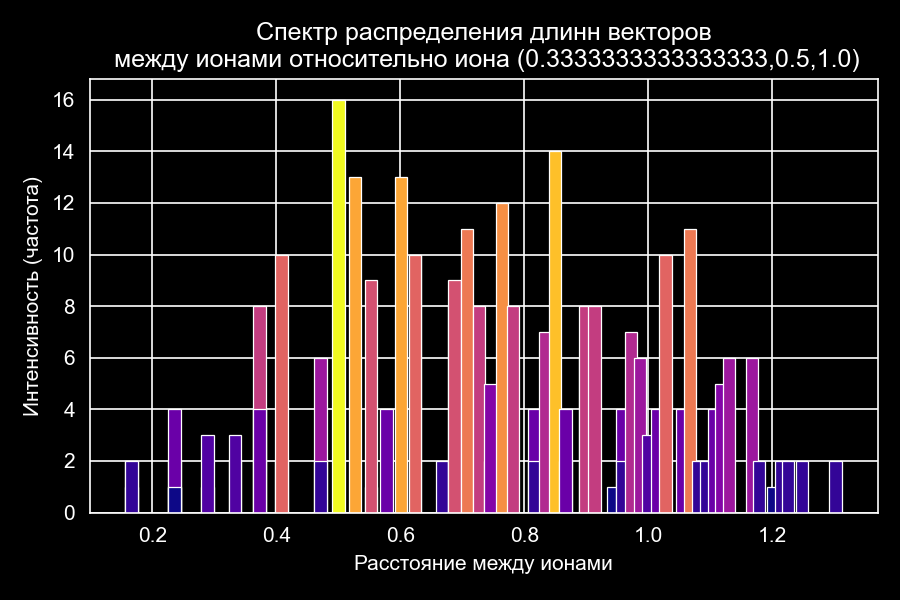 Спектр распределения длинн векторов
между ионами относительно иона (0.3333333333333333,0.5,1.0)
Интенсивность (частота)
16
14
12
10
8
6
4
2
0
0.2 0.4 0.6 0.8 1.0 1.2
Расстояние между ионами